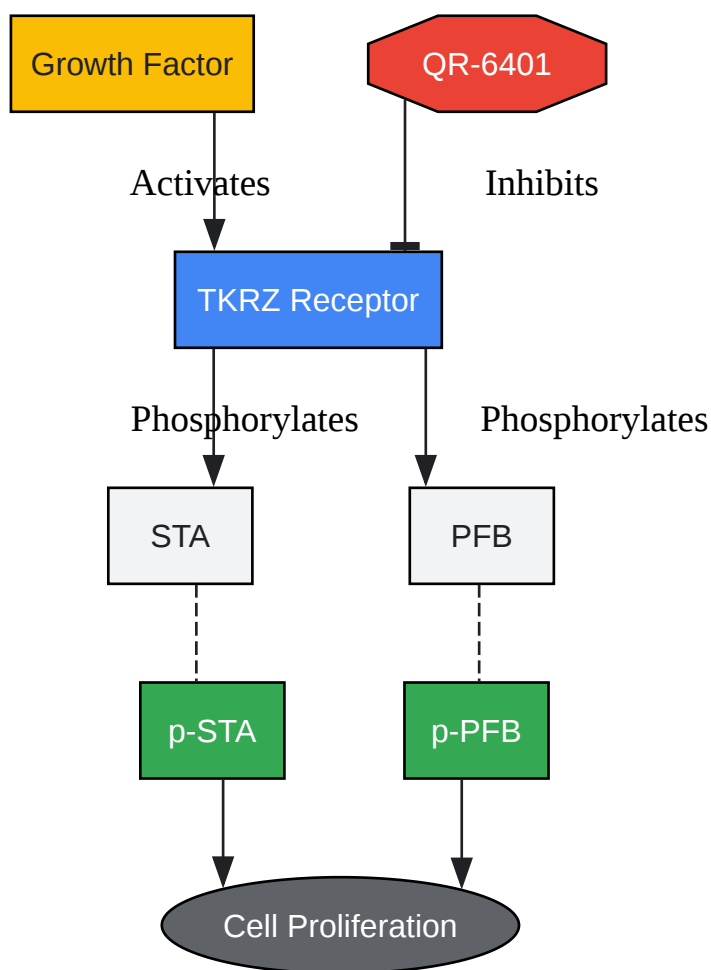 Growth Factor
QR-6401
Activates
Inhibits
TKRZ Receptor
Phosphorylates
Phosphorylates
STA
PFB
p-STA
p-PFB
Cell Proliferation